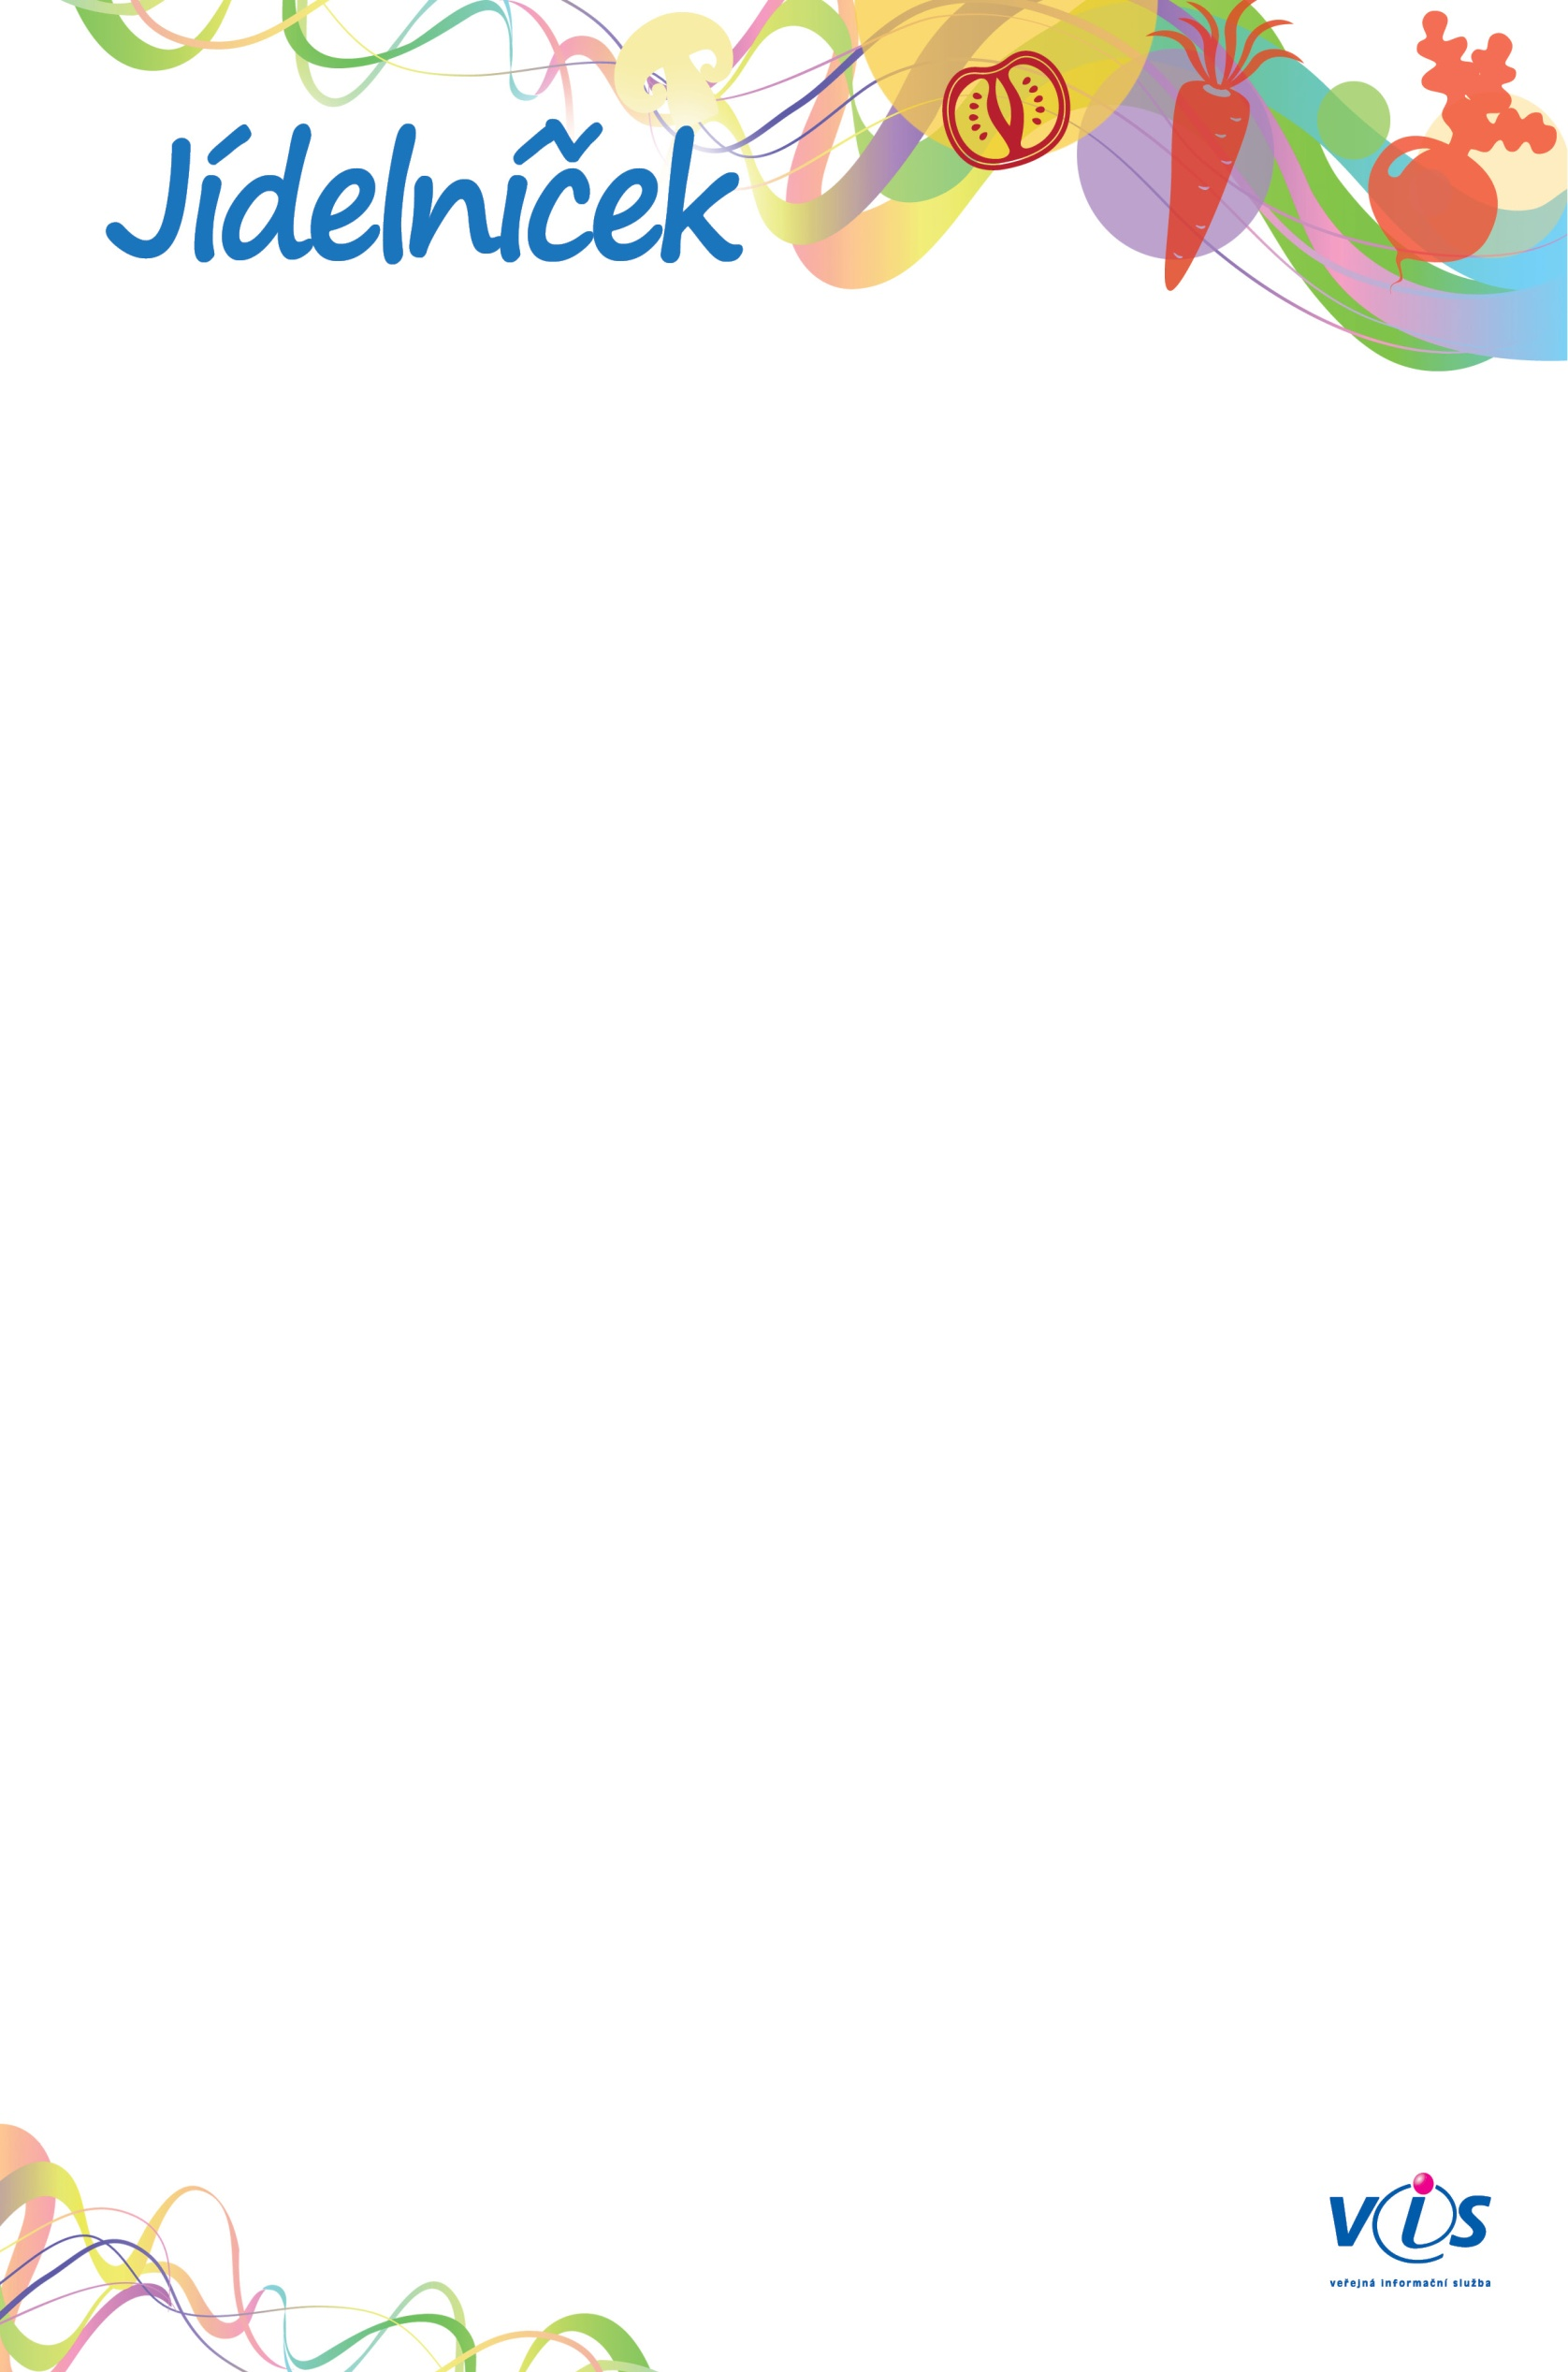 Jídelníček
vis
veřejná informační služba